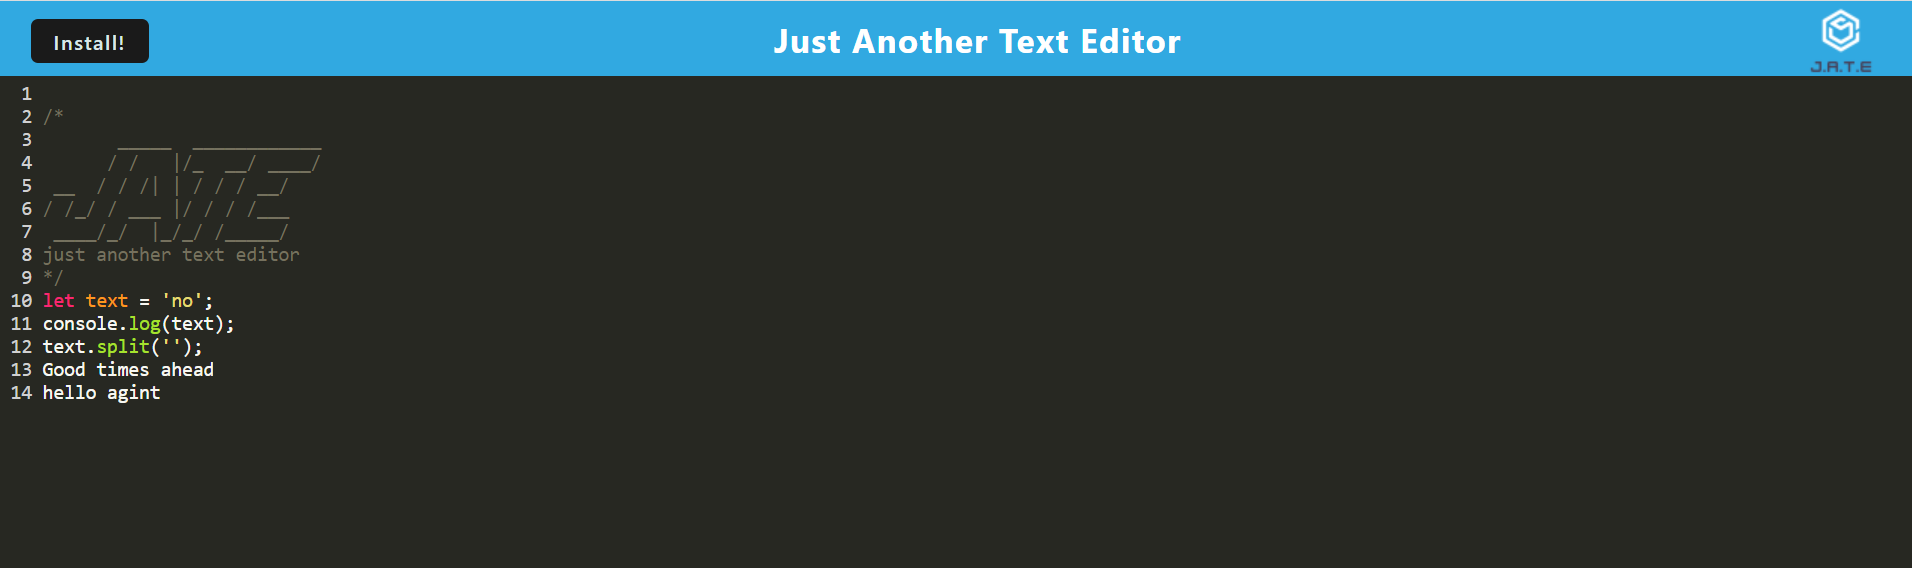 Install!
Just Another Text Editor
J.A.T.E
1
2 /*
3        _____  ____________
4       / /   |/_  __/ ____/
5  __  / / /| | / / / __/
6 / /_/ / ___ |/ / / /___
7  ____/_/  |_/_/ /_____/
8 just another text editor
9 */
10 let text = 'no';
11 console.log(text);
12 text.split('');
13 Good times ahead
14 hello agint